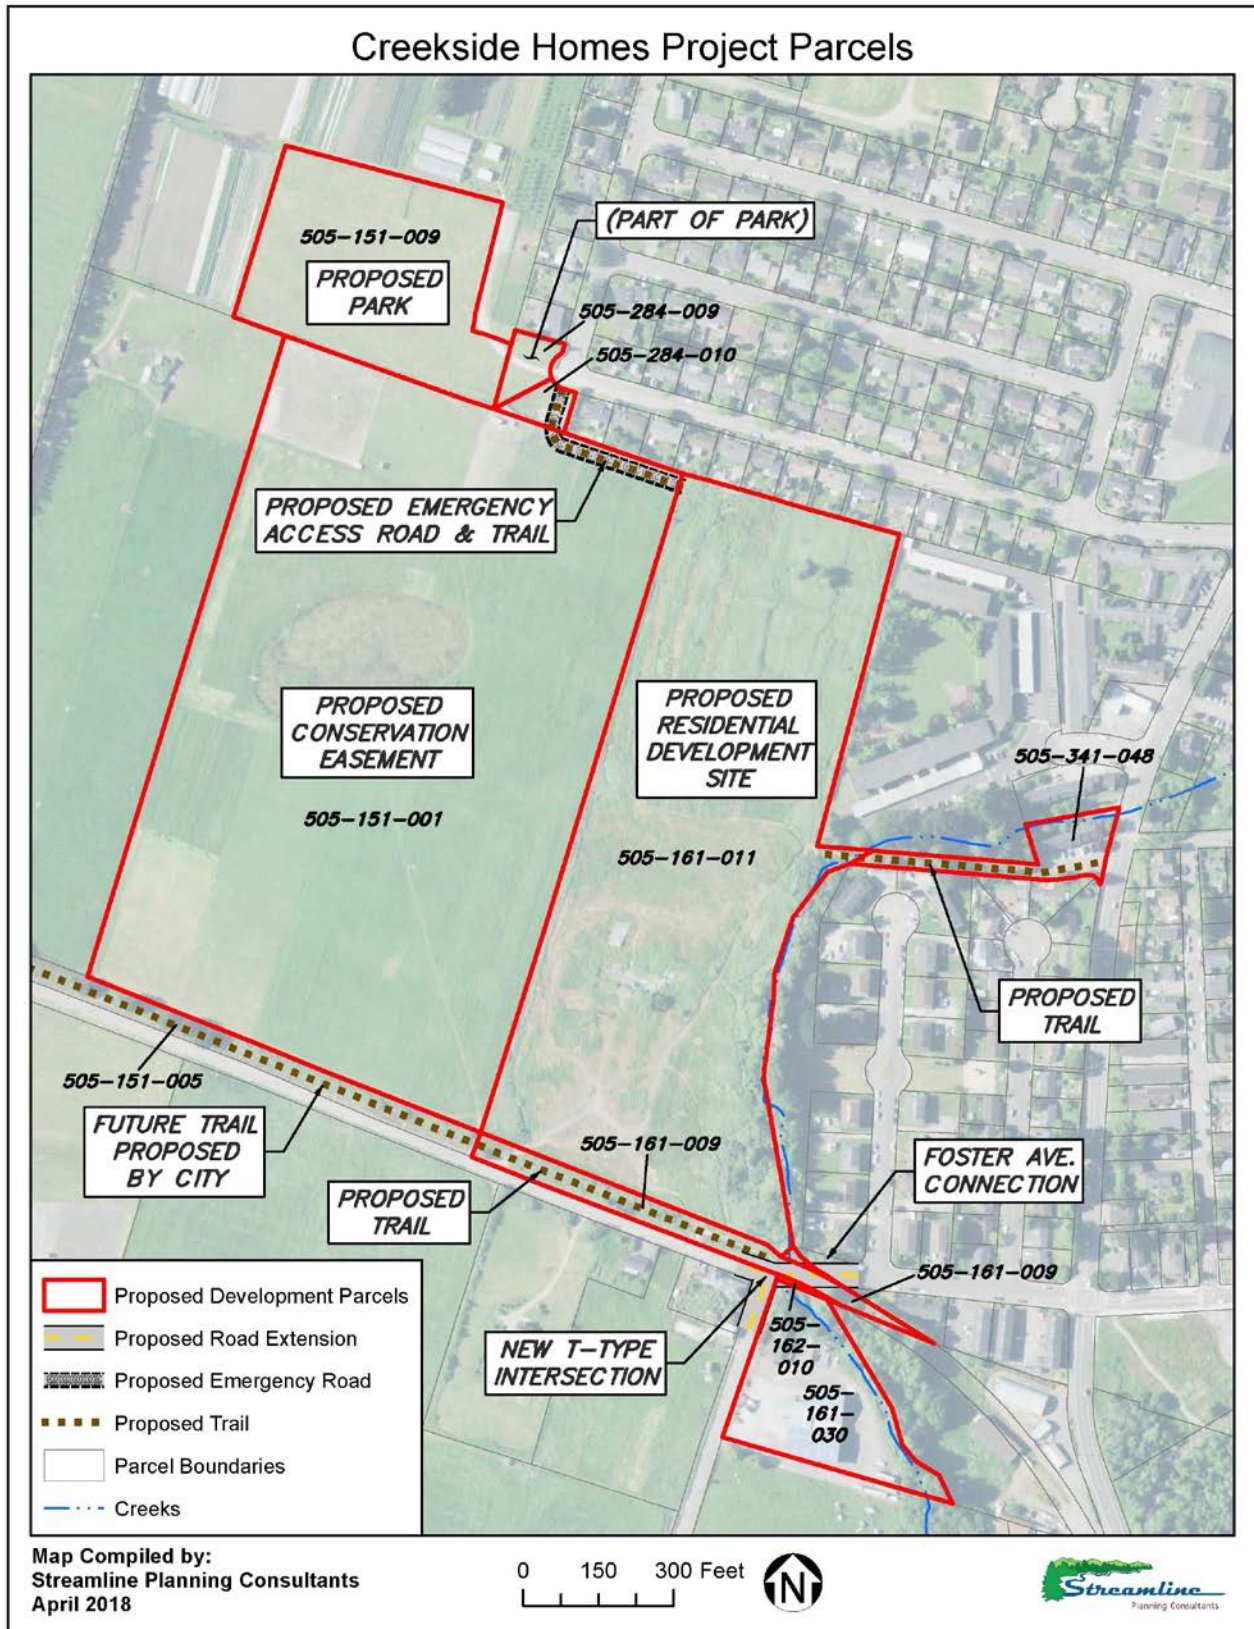 Creekside Homes Project Parcels
(PART OF PARK)
505-151-009
PROPOSED
PARK
505-284-009
505-284-010
PROPOSED EMERGENCY
ACCESS ROAD & TRAIL
PROPOSED
CONSERVATION
EASEMENT
505-151-001
PROPOSED
RESIDENTIAL
DEVELOPMENT
SITE
505-341-048
505-161-011
PROPOSED
TRAIL
505-151-005
FUTURE TRAIL
PROPOSED
BY CITY
505-161-009
PROPOSED
TRAIL
FOSTER AVE.
CONNECTION
505-161-009
NEW T-TYPE
INTERSECTION
505-
162-
010
505-
161-
030
Proposed Development Parcels
Proposed Road Extension
Proposed Emergency Road
Proposed Trail
Parcel Boundaries
Creeks
Map Compiled by:
Streamline Planning Consultants
April 2018
0 150 300 Feet
N
Streamline
Planning Consultants